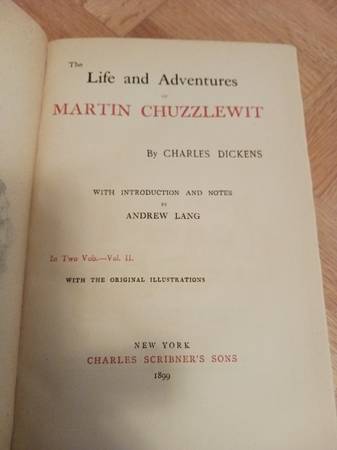 The
Life and Adventures
OF
MARTIN CHUZZLEWIT
By CHARLES DICKENS
WITH INTRODUCTION AND NOTES
BY
ANDREW LANG
In Two Vols.—Vol. II.
WITH THE ORIGINAL ILLUSTRATIONS
NEW YORK
CHARLES SCRIBNER'S SONS
1899